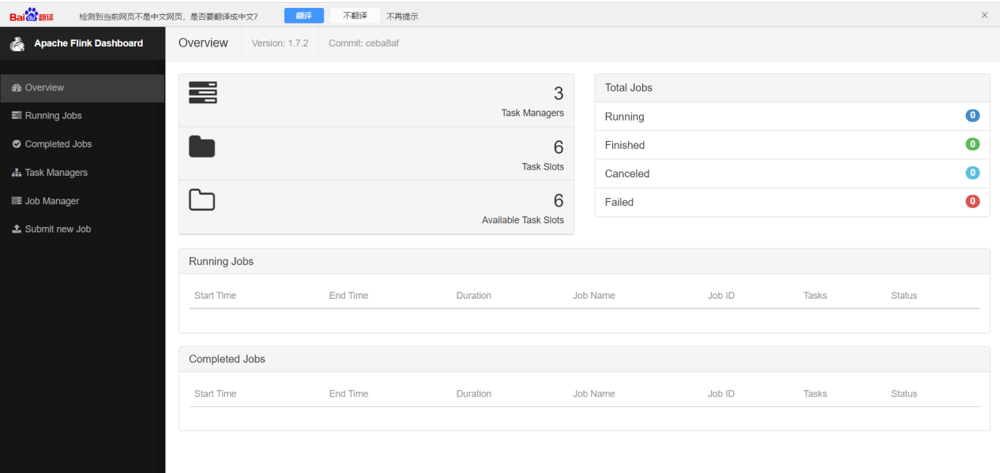 Bai du 翻译 检测到当前网页不是中文网页，是否要翻译成中文？ 翻译 不翻译 不再提示 ×
Apache Flink Dashboard
Overview Version: 1.7.2 Commit: ceba8af
Overview
Running Jobs
Completed Jobs
Task Managers
Job Manager
Submit new Job
3
Task Managers
6
Task Slots
6
Available Task Slots
Total Jobs
Running 0
Finished 0
Canceled 0
Failed 0
Running Jobs
Start Time End Time Duration Job Name Job ID Tasks Status
Completed Jobs
Start Time End Time Duration Job Name Job ID Tasks Status